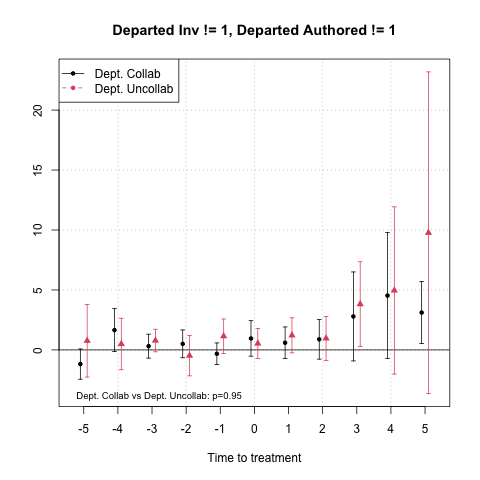 Departed Inv != 1, Departed Authored != 1
Dept. Collab
Dept. Uncollab
20
15
10
5
0
Dept. Collab vs Dept. Uncollab: p=0.95
-5 -4 -3 -2 -1 0 1 2 3 4 5
Time to treatment